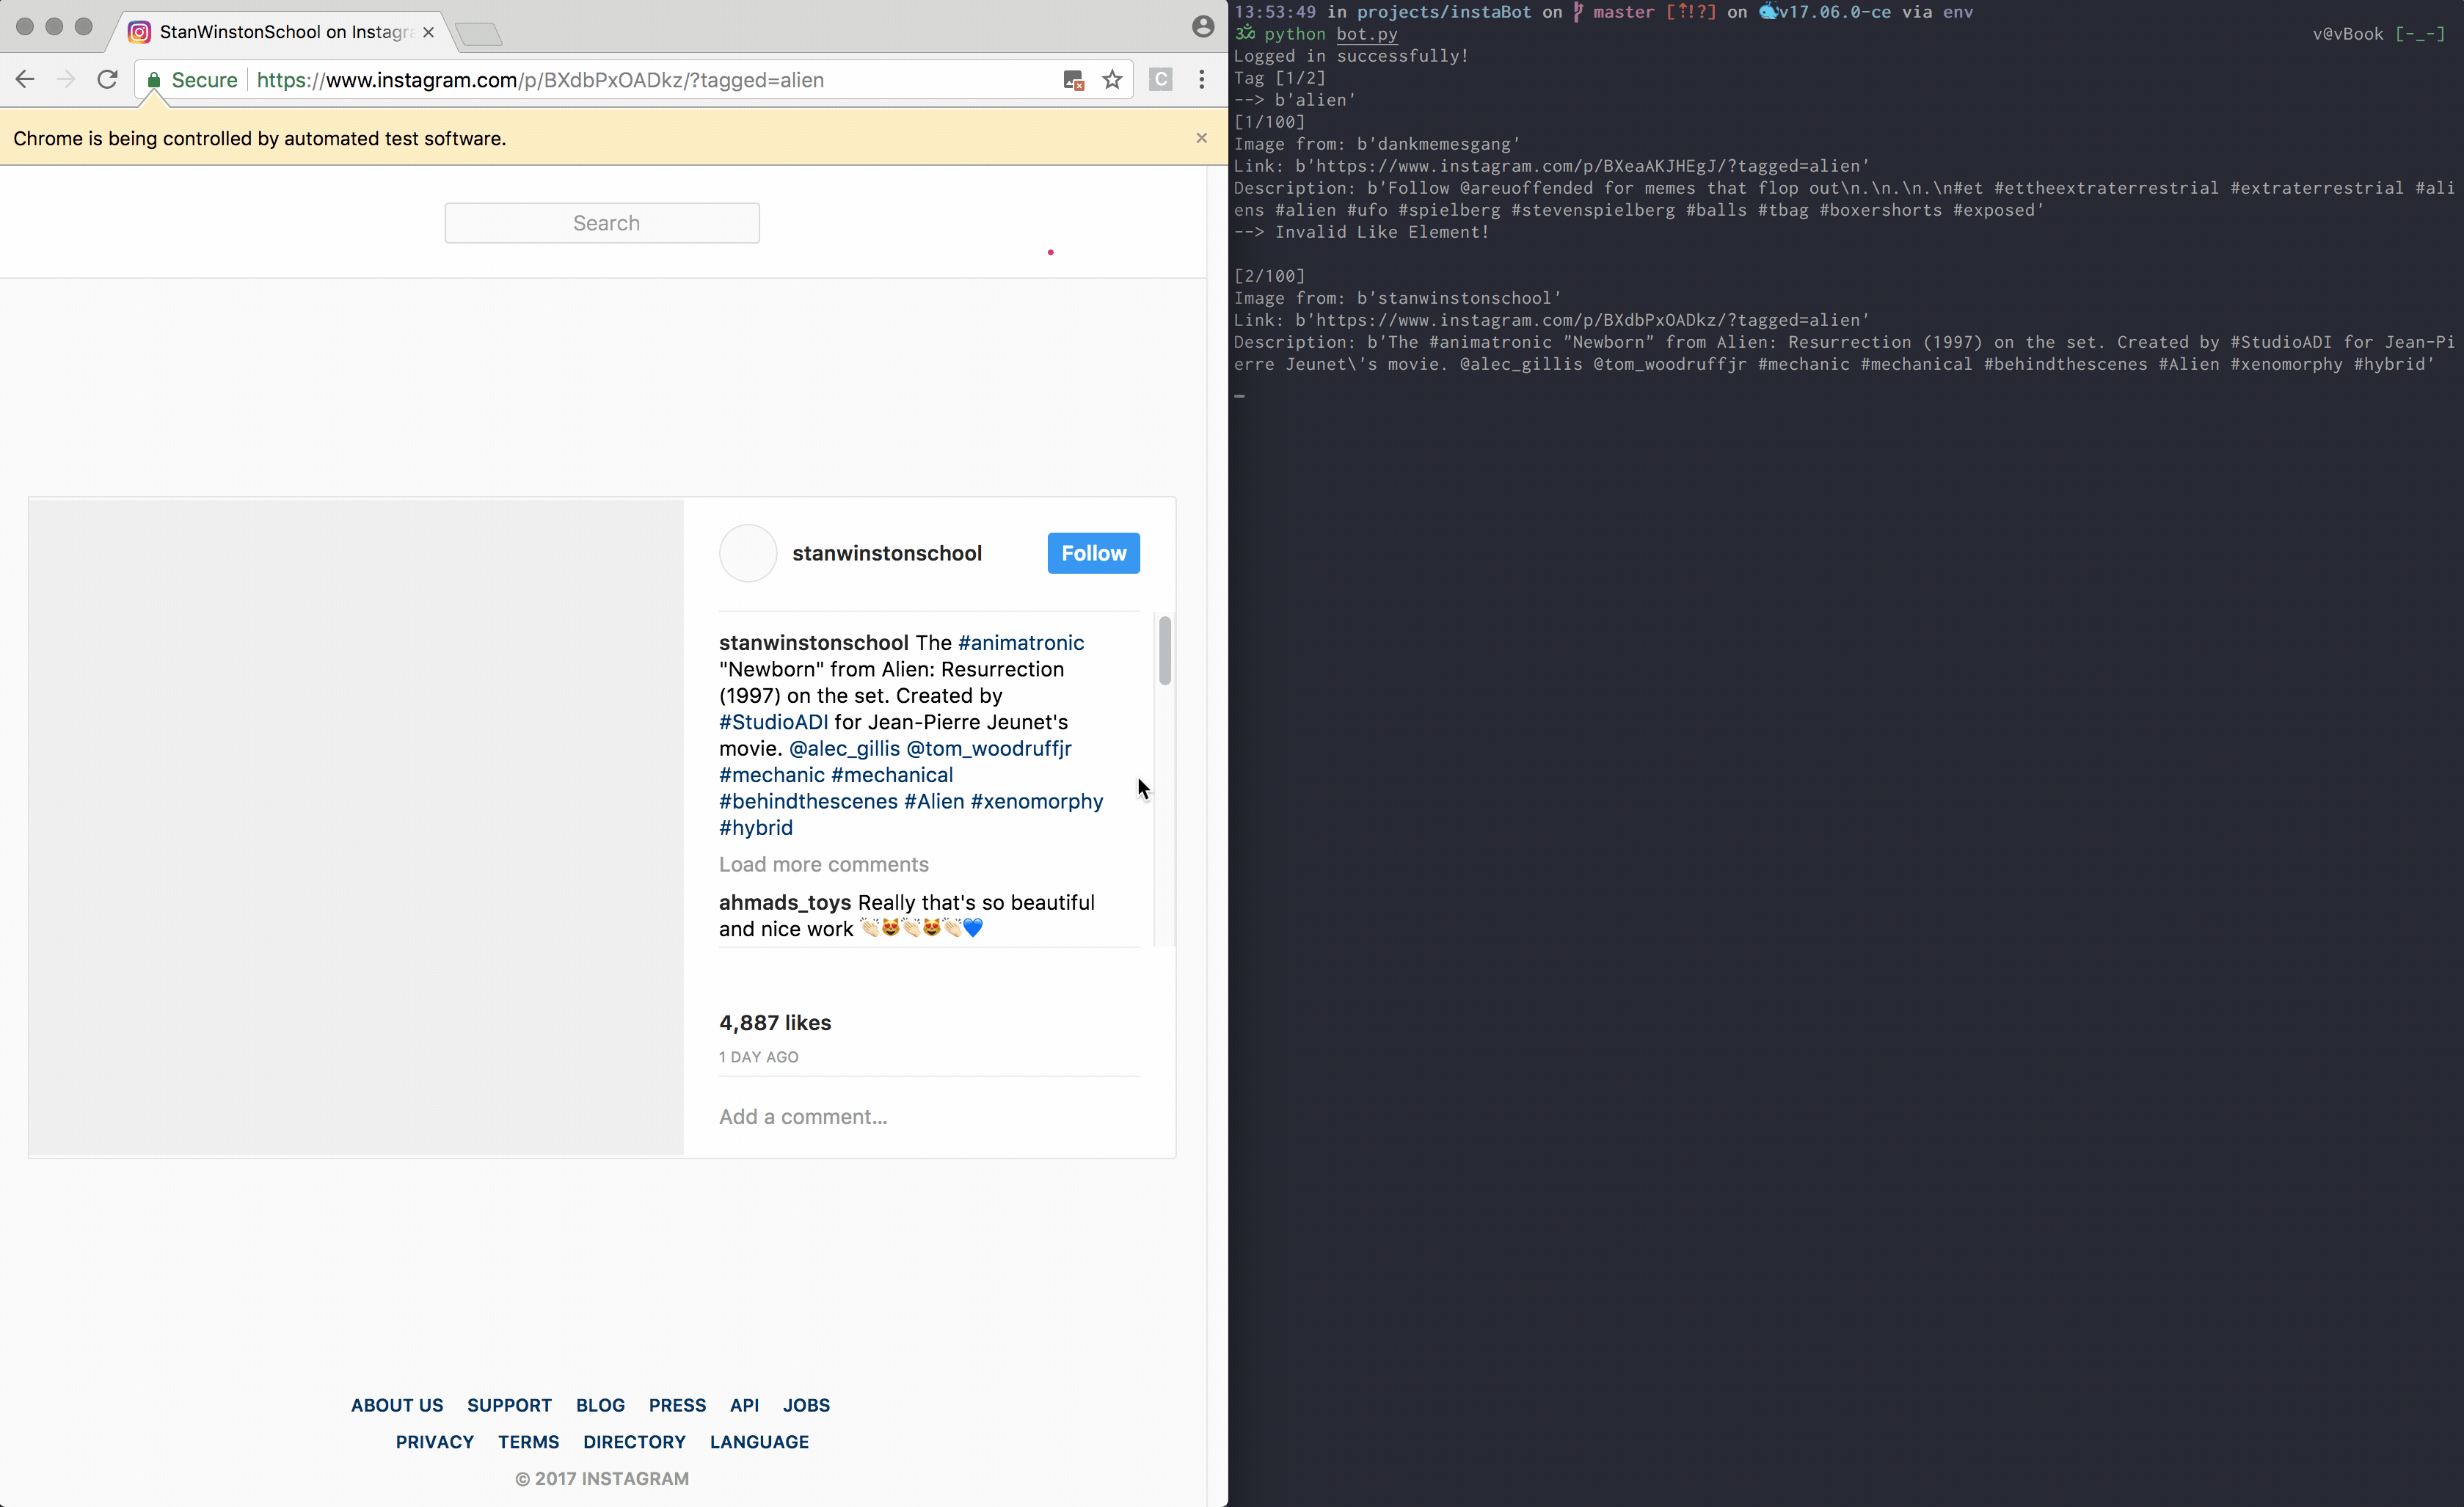 StanWinstonSchool on Instagra
Secure
https://www.instagram.com/p/BXdbPxOADkz/?tagged=alien
C
Chrome is being controlled by automated test software.
Search
stanwinstonschool
Follow
stanwinstonschool The #animatronic
"Newborn" from Alien: Resurrection
(1997) on the set. Created by
#StudioADI for Jean-Pierre Jeunet's
movie. @alec_gillis @tom_woodruffjr
#mechanic #mechanical
#behindthescenes #Alien #xenomorphy
#hybrid
Load more comments
ahmads_toys Really that's so beautiful
and nice work 👏🏻😻👏🏻😻👏🏻💙
4,887 likes
1 DAY AGO
Add a comment...
ABOUT US SUPPORT BLOG PRESS API JOBS
PRIVACY TERMS DIRECTORY LANGUAGE
© 2017 INSTAGRAM
13:53:49 in projects/instaBot on master [⇡!?] on 🐳v17.06.0-ce via env
ॐ python bot.py
v@vBook [-_-]
Logged in successfully!
Tag [1/2]
--> b'alien'
[1/100]
Image from: b'dankmemesgang'
Link: b'https://www.instagram.com/p/BXeaAKJHEgJ/?tagged=alien'
Description: b'Follow @areuoffended for memes that flop out\n.\n.\n.\n#et #ettheextraterrestrial #extraterrestrial #ali
ens #alien #ufo #spielberg #stevenspielberg #balls #tbag #boxershorts #exposed'
--> Invalid Like Element!
[2/100]
Image from: b'stanwinstonschool'
Link: b'https://www.instagram.com/p/BXdbPxOADkz/?tagged=alien'
Description: b'The #animatronic "Newborn" from Alien: Resurrection (1997) on the set. Created by #StudioADI for Jean-Pi
erre Jeunet\'s movie. @alec_gillis @tom_woodruffjr #mechanic #mechanical #behindthescenes #Alien #xenomorphy #hybrid'